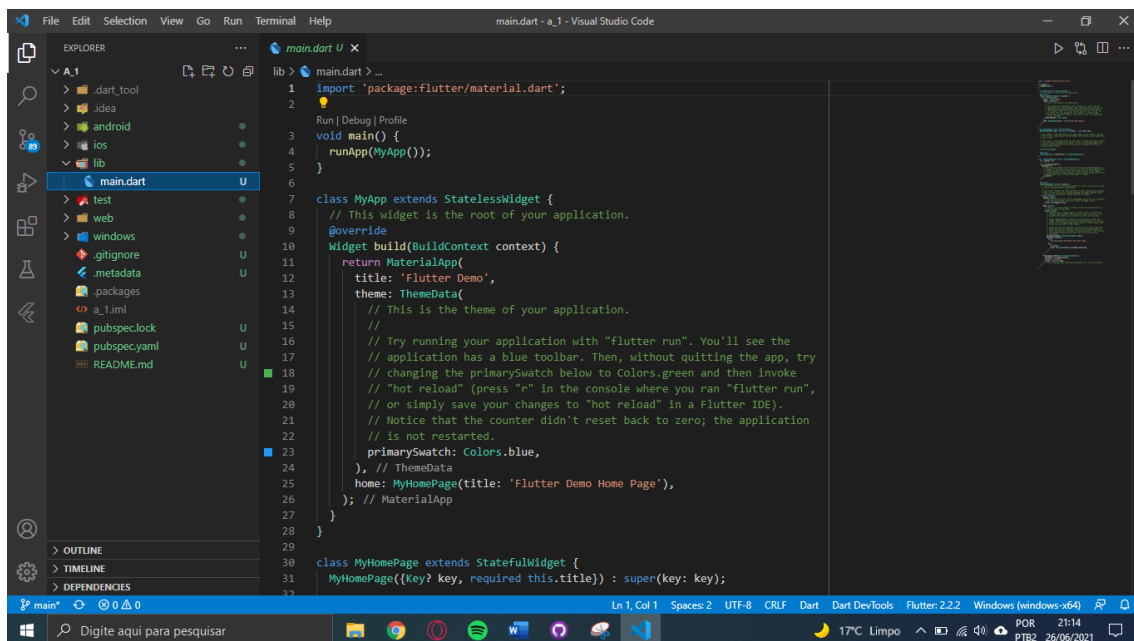 File Edit Selection View Go Run Terminal Help
main.dart - a_1 - Visual Studio Code
EXPLORER
A_1
.dart_tool
.idea
android
ios
lib
main.dart U
test
web
windows
.gitignore U
.metadata U
.packages
a_1.iml
pubspec.lock U
pubspec.yaml U
README.md U
OUTLINE
TIMELINE
DEPENDENCIES
89
main.dart U
lib > main.dart > ...
1 import 'package:flutter/material.dart';
2
Run | Debug | Profile
3 void main() {
4 runApp(MyApp());
5 }
6
7 class MyApp extends StatelessWidget {
8 // This widget is the root of your application.
9 @override
10 Widget build(BuildContext context) {
11 return MaterialApp(
12 title: 'Flutter Demo',
13 theme: ThemeData(
14 // This is the theme of your application.
15 //
16 // Try running your application with "flutter run". You'll see the
17 // application has a blue toolbar. Then, without quitting the app, try
18 // changing the primarySwatch below to Colors.green and then invoke
19 // "hot reload" (press "r" in the console where you ran "flutter run",
20 // or simply save your changes to "hot reload" in a Flutter IDE).
21 // Notice that the counter didn't reset back to zero; the application
22 // is not restarted.
23 primarySwatch: Colors.blue,
24 ), // ThemeData
25 home: MyHomePage(title: 'Flutter Demo Home Page'),
26 ); // MaterialApp
27 }
28 }
29
30 class MyHomePage extends StatefulWidget {
31 MyHomePage({Key? key, required this.title}) : super(key: key);
32
main* 0 0 Ln 1, Col 1 Spaces: 2 UTF-8 CRLF Dart Dart DevTools Flutter: 2.2.2 Windows (windows-x64)
Digite aqui para pesquisar
17°C Limpo
POR
PTB2
21:14
26/06/2021